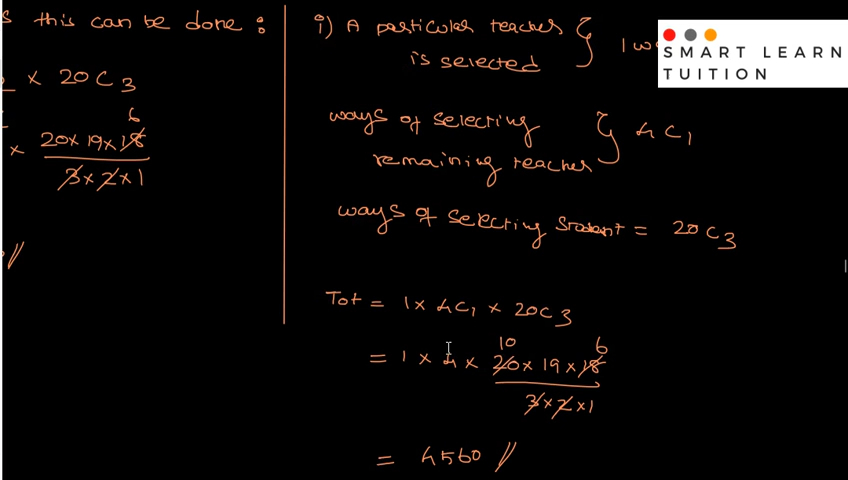 s this can be done :
x 20C3
6
x 20 x 19 x 18
3 x 2 x 1
//
i) A particular teacher
is selected } 1
SMART LEARN
TUITION
ways of selecting
remaining teacher } 4C1
ways of selecting student = 20C3
Tot = 1 x 4C1 x 20C3
10 6
= 1 x 4 x 20 x 19 x 18
3 x 2 x 1
= 4560 //